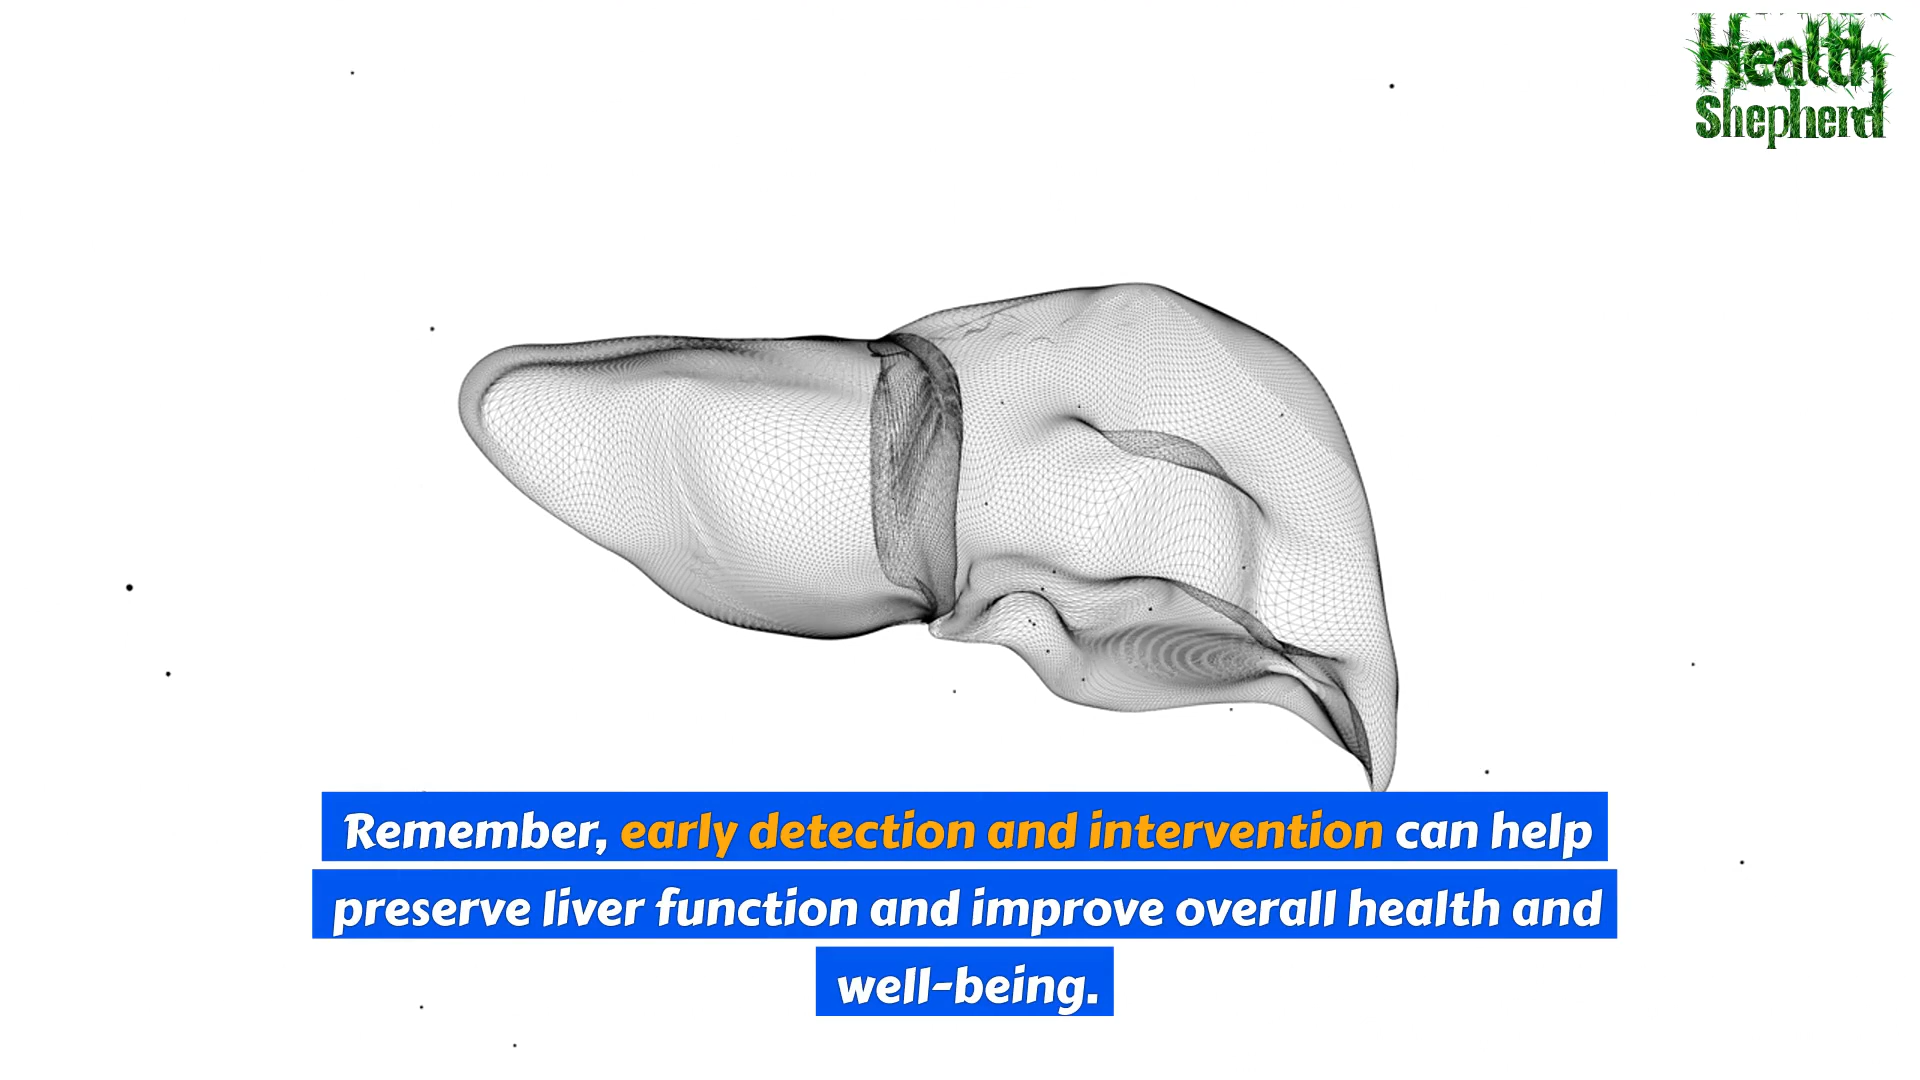 Health
Shepherd
Remember, early detection and intervention can help
preserve liver function and improve overall health and
well-being.